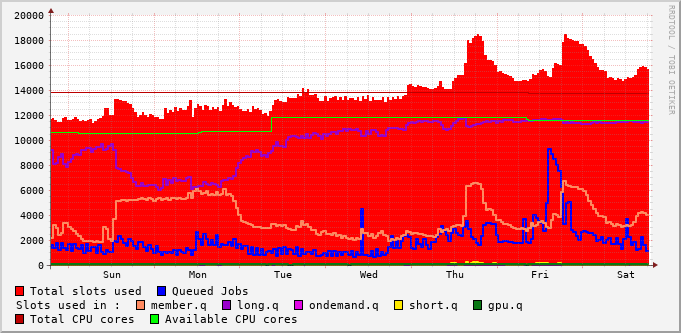 RRDTOOL / TOBI OETIKER
20000
18000
16000
14000
12000
10000
8000
6000
4000
2000
0
Sun Mon Tue Wed Thu Fri Sat
Total slots used Queued Jobs
Slots used in : member.q long.q ondemand.q short.q gpu.q
Total CPU cores Available CPU cores